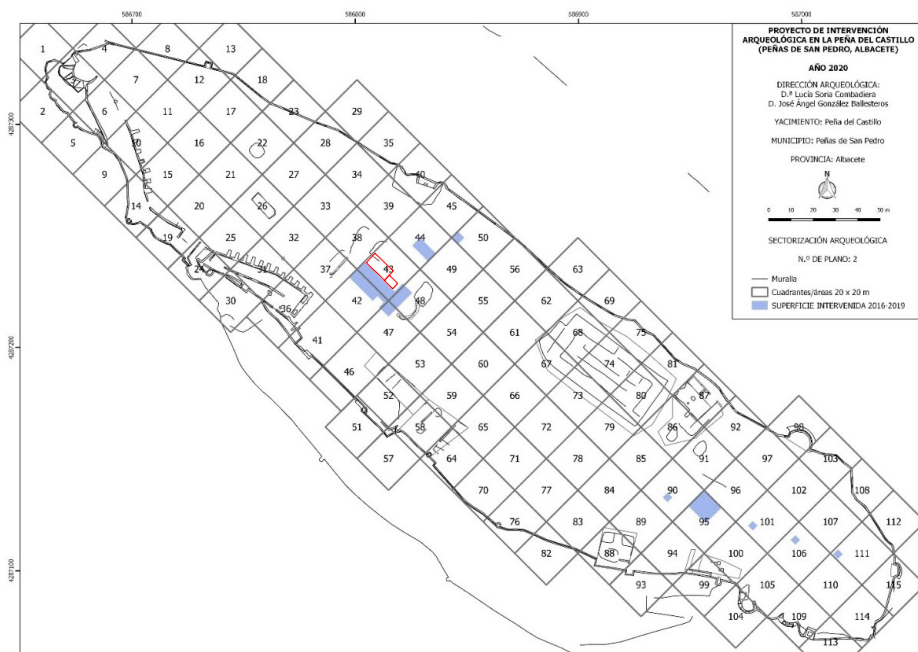 586700 586800 586900 587000
4287300
4287200
4287100
PROYECTO DE INTERVENCIÓN
ARQUEOLÓGICA EN LA PEÑA DEL CASTILLO
(PEÑAS DE SAN PEDRO, ALBACETE)
AÑO 2020
DIRECCIÓN ARQUEOLÓGICA:
D.ª Lucía Soria Combadiera
D. José Ángel González Ballesteros
YACIMIENTO: Peña del Castillo
MUNICIPIO: Peñas de San Pedro
PROVINCIA: Albacete
N
0 10 20 30 40 50 m
SECTORIZACIÓN ARQUEOLÓGICA
N.º DE PLANO: 2
Muralla
Cuadrantes/áreas 20 x 20 m
SUPERFICIE INTERVENIDA 2016-2019
1 4 8 13
7 12 18
2 6 11 17 23 29
5 10 16 22 28 35
9 15 21 27 34 40
14 20 26 33 39 45
19 25 32 38 44 50
24 31 37 43 49 56 63
30 36 42 48 55 62 69
41 47 54 61 68 75
46 53 60 67 74 81
52 59 66 73 80 87
51 58 65 72 79 86 92 98
57 64 71 78 85 91 97 103
70 77 84 90 96 102 108
76 83 89 95 101 107 112
82 88 94 100 106 111
93 99 105 110 115
104 109 114
113